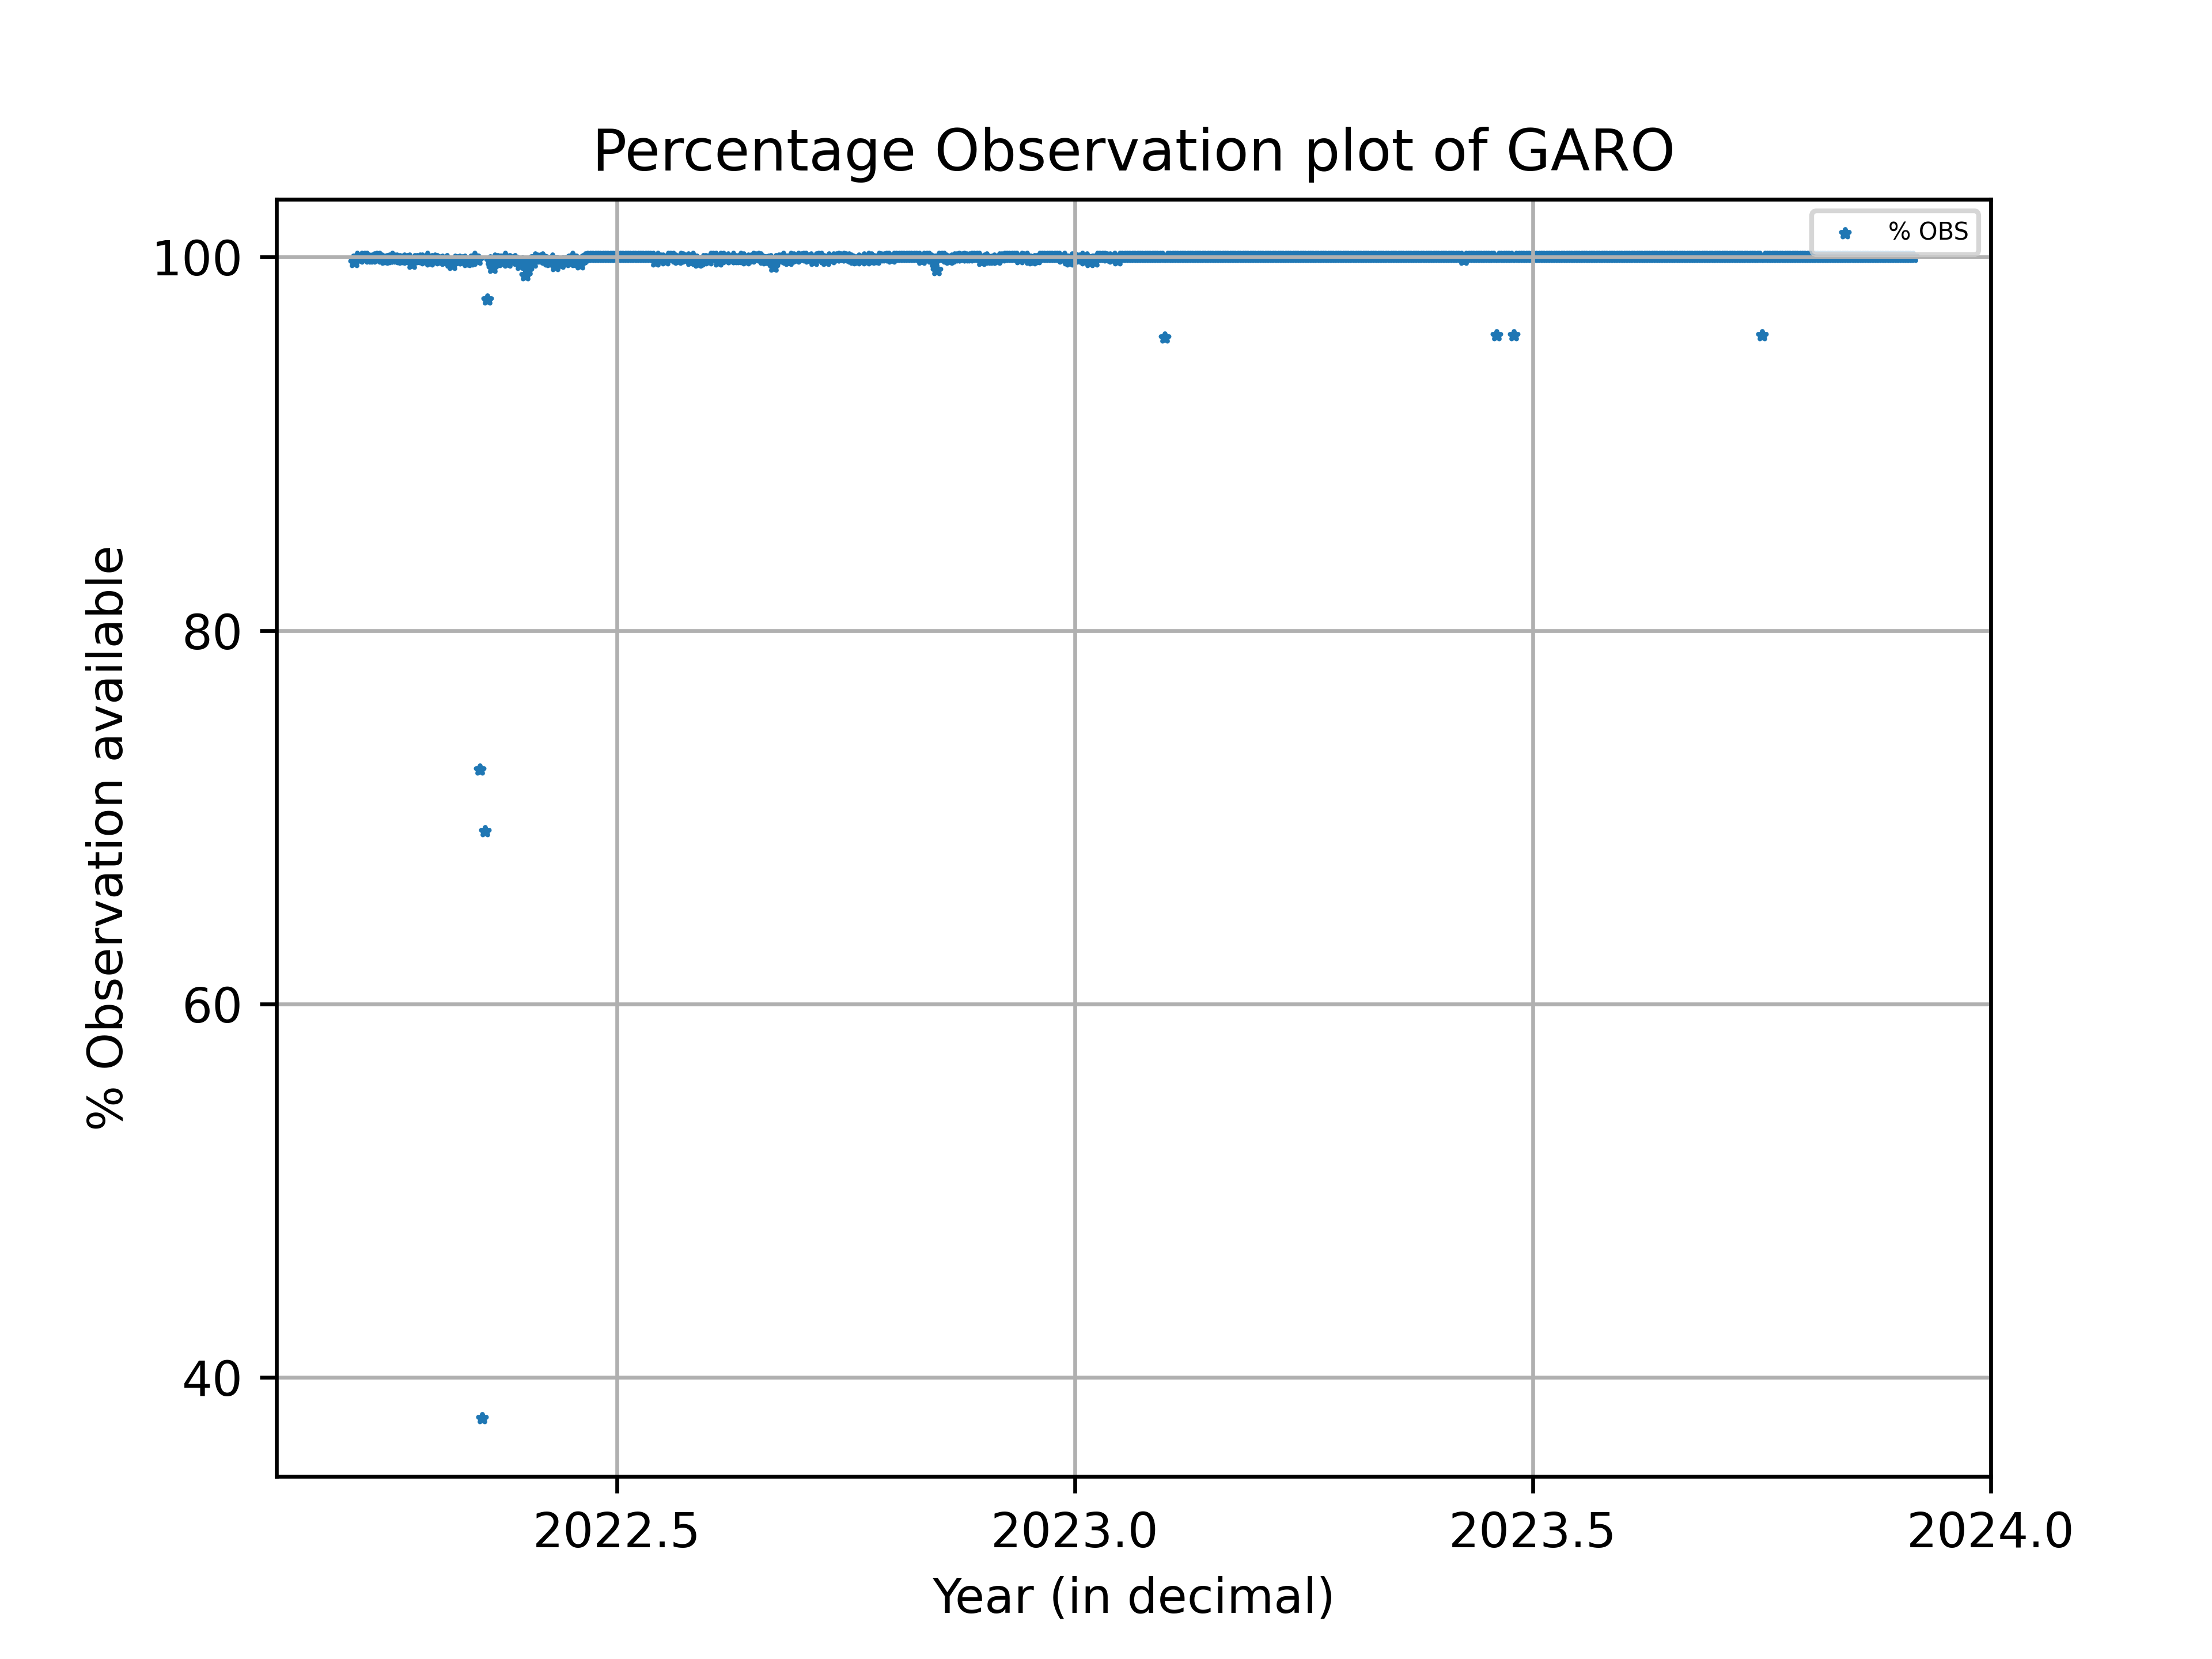 Percentage Observation plot of GARO
% OBS
100
80
60
40
% Observation available
2022.5 2023.0 2023.5 2024.0
Year (in decimal)